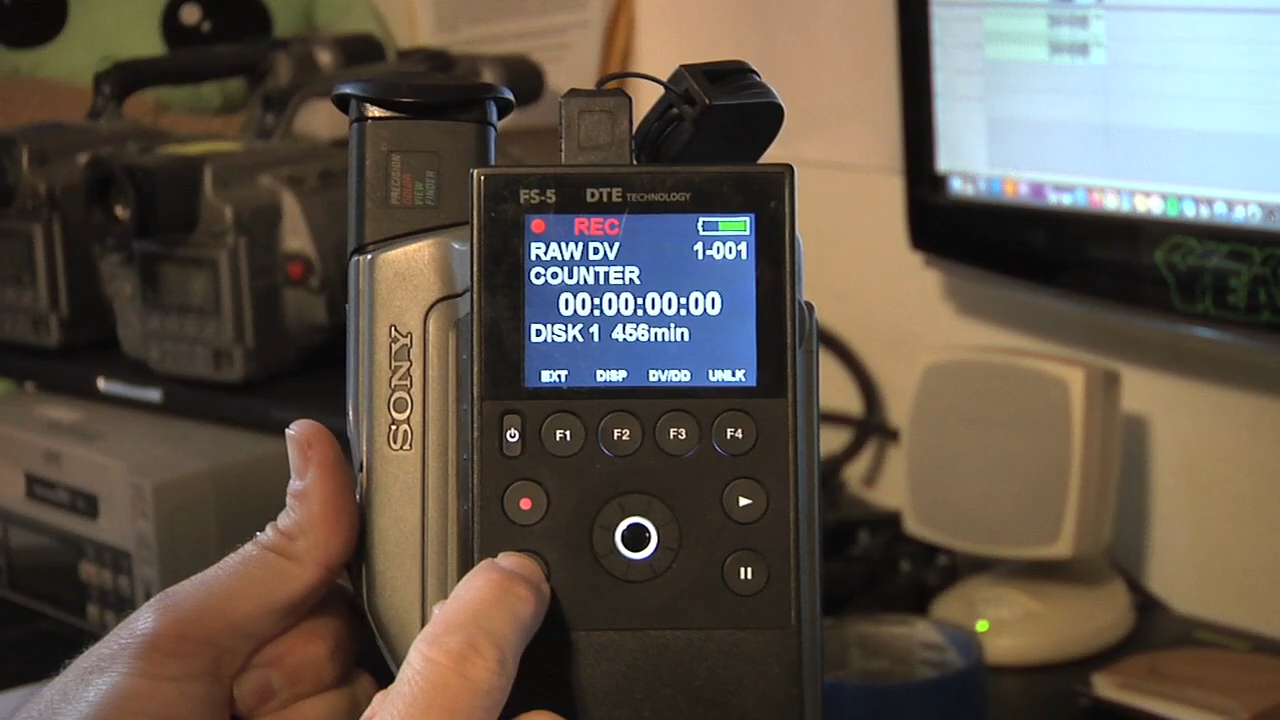 PRECISION
COLOR
VIEW
FINDER
SONY
FS-5 DTE TECHNOLOGY
REC
RAW DV 1-001
COUNTER
00:00:00:00
DISK 1 456min
EXT DISP DV/DD UNLK
F1 F2 F3 F4